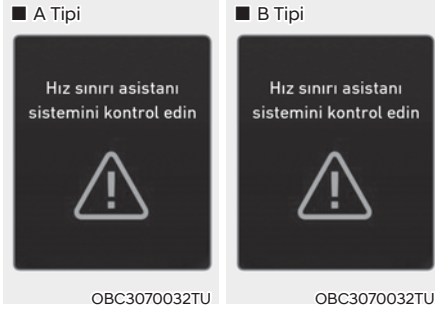 ■ A Tipi
Hız sınırı asistanı
sistemini kontrol edin
OBC3070032TU
■ B Tipi
Hız sınırı asistanı
sistemini kontrol edin
OBC3070032TU